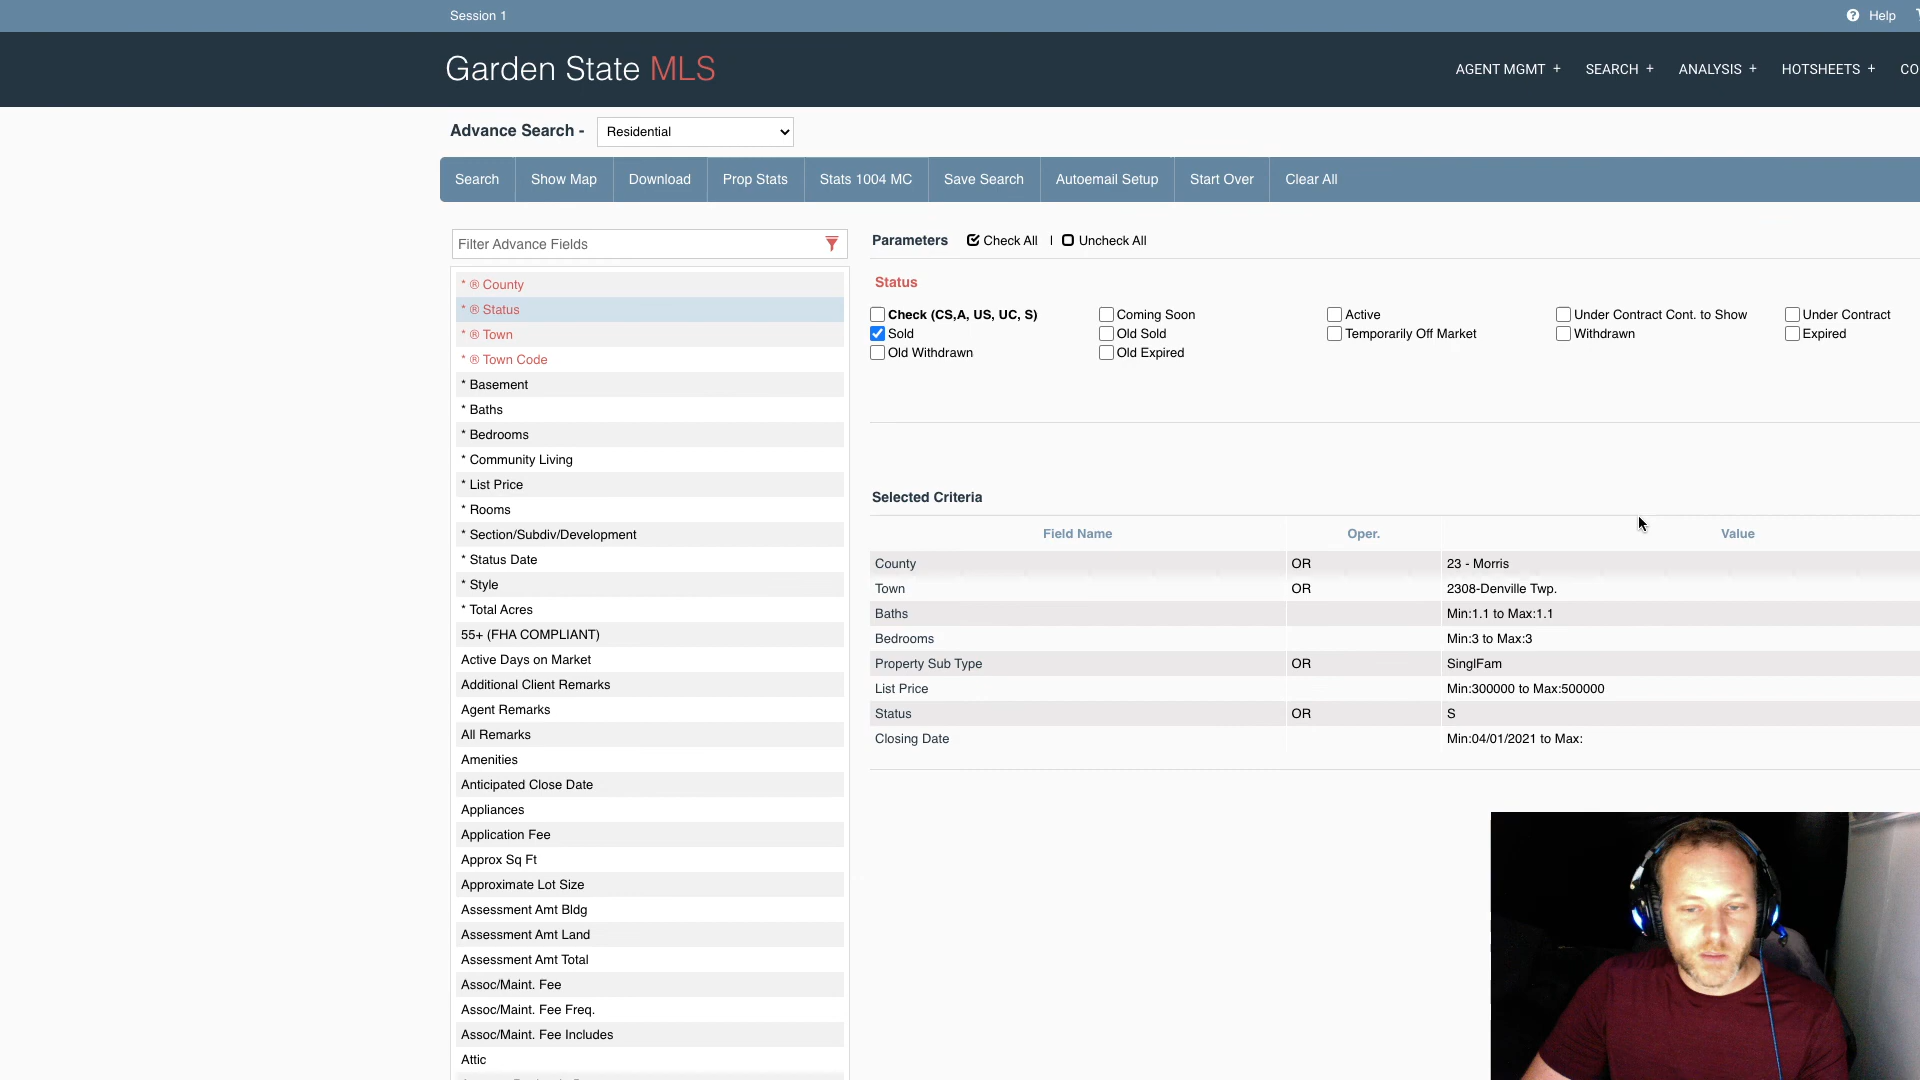 Session 1
Help
Garden State MLS
AGENT MGMT + SEARCH + ANALYSIS + HOTSHEETS + CO
Advance Search - Residential
Search Show Map Download Prop Stats Stats 1004 MC Save Search Autoemail Setup Start Over Clear All
Filter Advance Fields
* ® County
* ® Status
* ® Town
* ® Town Code
* Basement
* Baths
* Bedrooms
* Community Living
* List Price
* Rooms
* Section/Subdiv/Development
* Status Date
* Style
* Total Acres
55+ (FHA COMPLIANT)
Active Days on Market
Additional Client Remarks
Agent Remarks
All Remarks
Amenities
Anticipated Close Date
Appliances
Application Fee
Approx Sq Ft
Approximate Lot Size
Assessment Amt Bldg
Assessment Amt Land
Assessment Amt Total
Assoc/Maint. Fee
Assoc/Maint. Fee Freq.
Assoc/Maint. Fee Includes
Attic
Parameters Check All | Uncheck All
Status
Check (CS,A, US, UC, S) Coming Soon Active Under Contract Cont. to Show Under Contract
Sold Old Sold Temporarily Off Market Withdrawn Expired
Old Withdrawn Old Expired
Selected Criteria
Field Name Oper. Value
County OR 23 - Morris
Town OR 2308-Denville Twp.
Baths Min:1.1 to Max:1.1
Bedrooms Min:3 to Max:3
Property Sub Type OR SinglFam
List Price Min:300000 to Max:500000
Status OR S
Closing Date Min:04/01/2021 to Max: